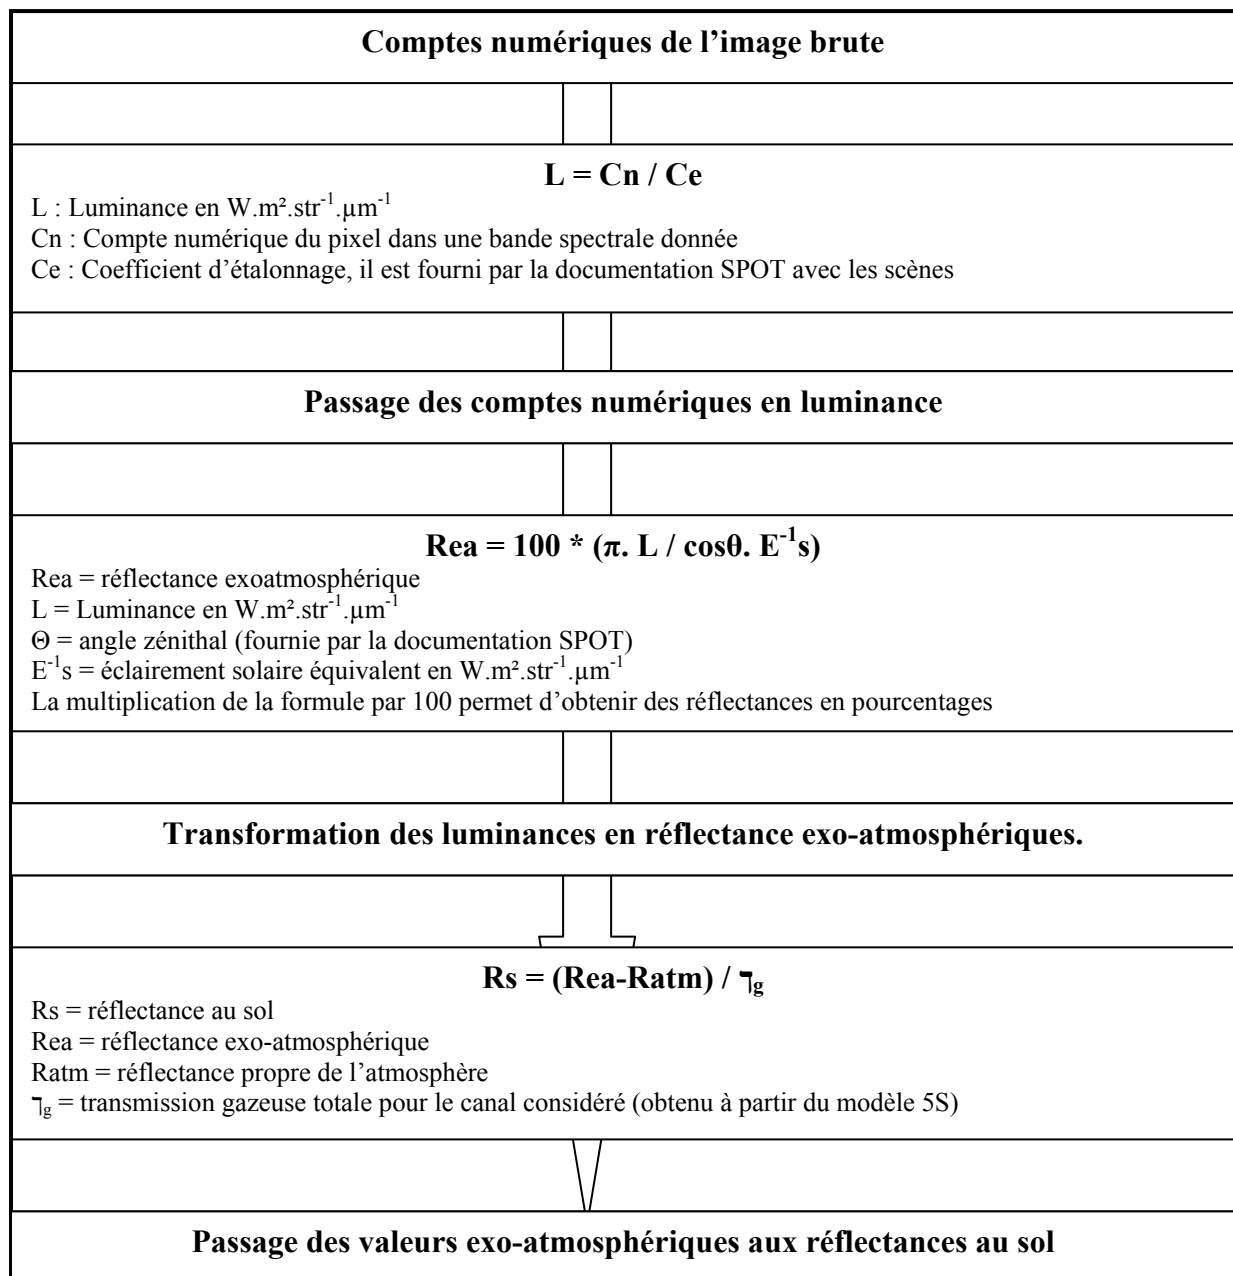 Comptes numériques de l’image brute
L = Cn / Ce
L : Luminance en W.m².str⁻¹.µm⁻¹
Cn : Compte numérique du pixel dans une bande spectrale donnée
Ce : Coefficient d’étalonnage, il est fourni par la documentation SPOT avec les scènes
Passage des comptes numériques en luminance
Rea = 100 * (π. L / cosθ. E⁻¹s)
Rea = réflectance exoatmosphérique
L = Luminance en W.m².str⁻¹.µm⁻¹
Θ = angle zénithal (fournie par la documentation SPOT)
E⁻¹s = éclairement solaire équivalent en W.m².str⁻¹.µm⁻¹
La multiplication de la formule par 100 permet d’obtenir des réflectances en pourcentages
Transformation des luminances en réflectance exo-atmosphériques.
Rs = (Rea-Ratm) / ךg
Rs = réflectance au sol
Rea = réflectance exo-atmosphérique
Ratm = réflectance propre de l’atmosphère
ךg = transmission gazeuse totale pour le canal considéré (obtenu à partir du modèle 5S)
Passage des valeurs exo-atmosphériques aux réflectances au sol